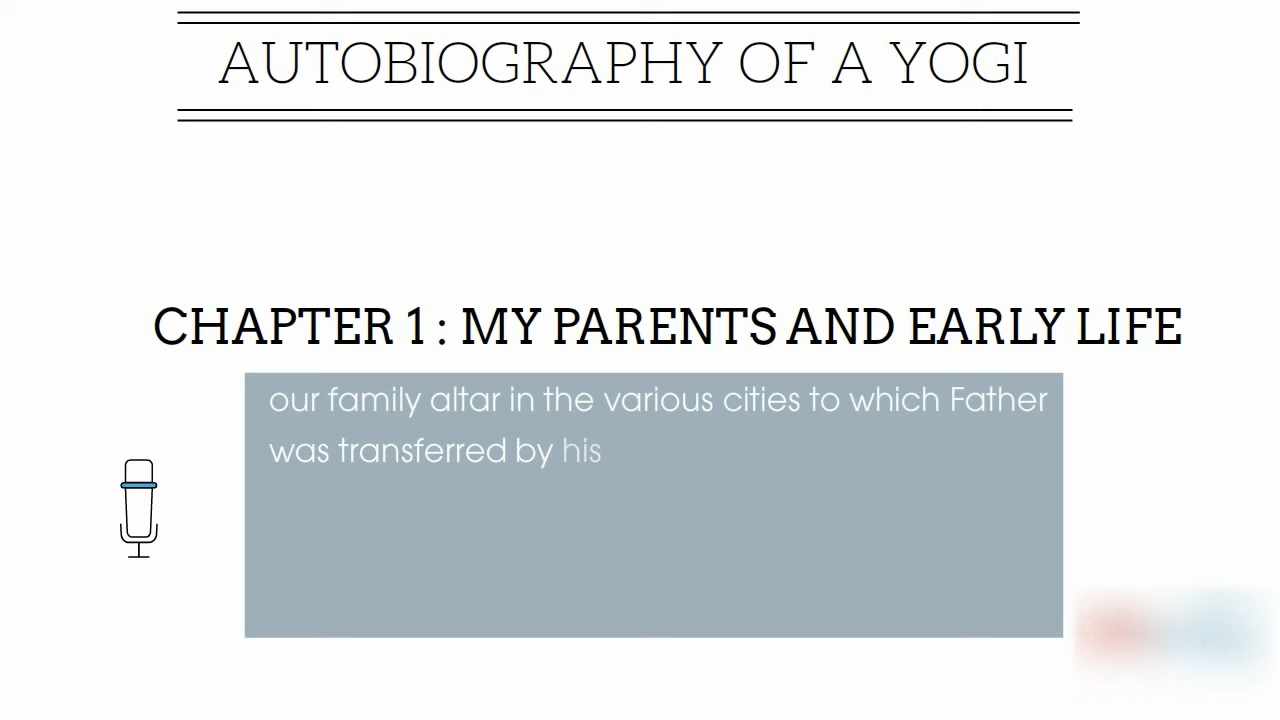 AUTOBIOGRAPHY OF A YOGI
CHAPTER 1 : MY PARENTS AND EARLY LIFE
our family altar in the various cities to which Father
was transferred by his